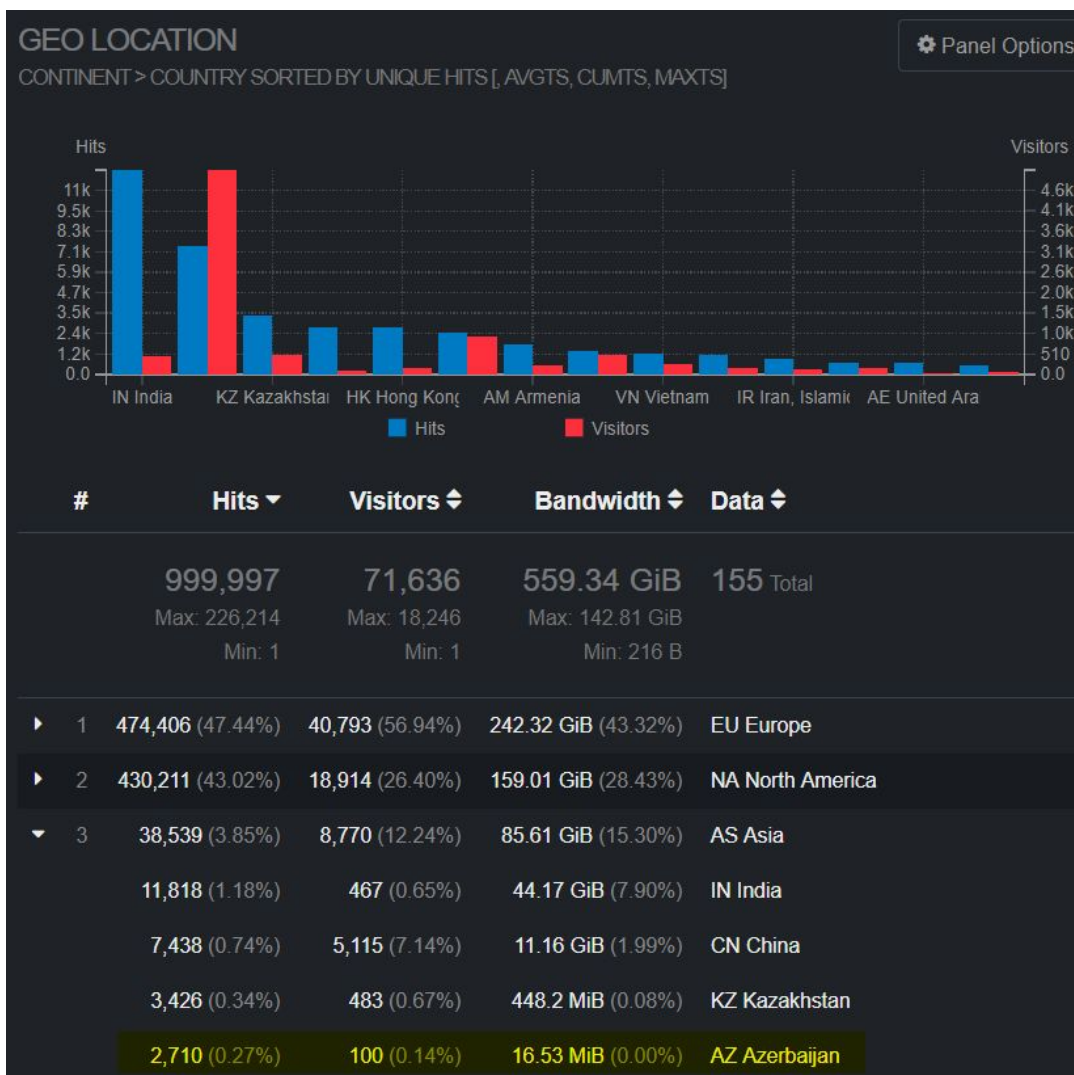 GEO LOCATION
Panel Options
CONTINENT > COUNTRY SORTED BY UNIQUE HITS [, AVGTS, CUMTS, MAXTS]
Hits Visitors
11k 4.6k
9.5k 4.1k
8.3k 3.6k
7.1k 3.1k
5.9k 2.6k
4.7k 2.0k
3.5k 1.5k
2.4k 1.0k
1.2k 510
0.0 0.0
IN India KZ Kazakhstai HK Hong Kong AM Armenia VN Vietnam IR Iran, Islamic AE United Ara
Hits Visitors
# Hits Visitors Bandwidth Data
999,997 71,636 559.34 GiB 155 Total
Max: 226,214 Max: 18,246 Max: 142.81 GiB
Min: 1 Min: 1 Min: 216 B
1 474,406 (47.44%) 40,793 (56.94%) 242.32 GiB (43.32%) EU Europe
2 430,211 (43.02%) 18,914 (26.40%) 159.01 GiB (28.43%) NA North America
3 38,539 (3.85%) 8,770 (12.24%) 85.61 GiB (15.30%) AS Asia
11,818 (1.18%) 467 (0.65%) 44.17 GiB (7.90%) IN India
7,438 (0.74%) 5,115 (7.14%) 11.16 GiB (1.99%) CN China
3,426 (0.34%) 483 (0.67%) 448.2 MiB (0.08%) KZ Kazakhstan
2,710 (0.27%) 100 (0.14%) 16.53 MiB (0.00%) AZ Azerbaijan